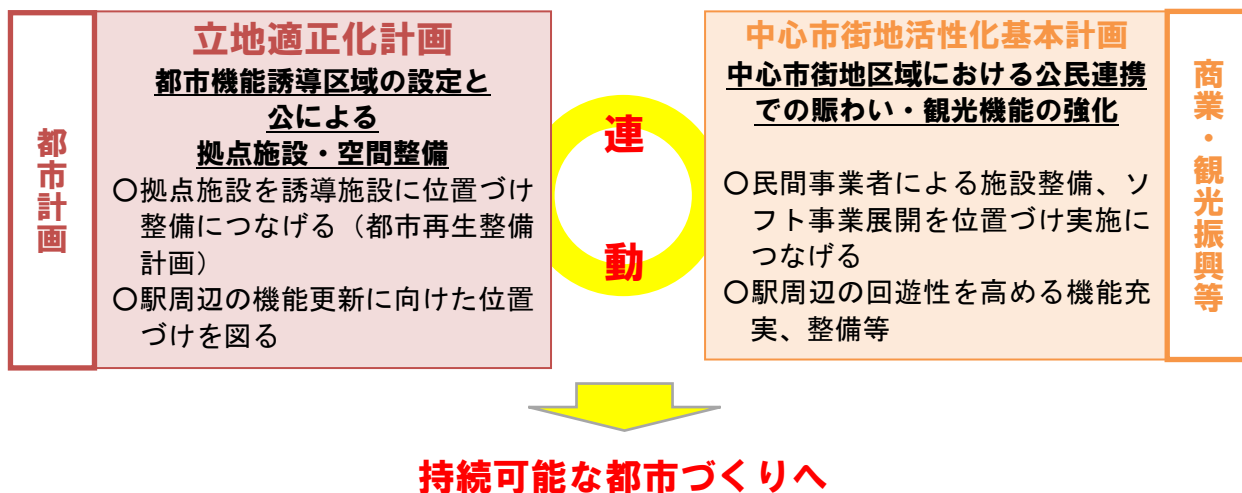 都市計画
立地適正化計画
都市機能誘導区域の設定と
公による
拠点施設・空間整備
〇拠点施設を誘導施設に位置づけ
整備につなげる（都市再生整備
計画）
〇駅周辺の機能更新に向けた位置
づけを図る
連
動
中心市街地活性化基本計画
中心市街地区域における公民連携
での賑わい・観光機能の強化
〇民間事業者による施設整備、ソ
フト事業展開を位置づけ実施に
つなげる
〇駅周辺の回遊性を高める機能充
実、整備等
商業・観光振興等
持続可能な都市づくりへ